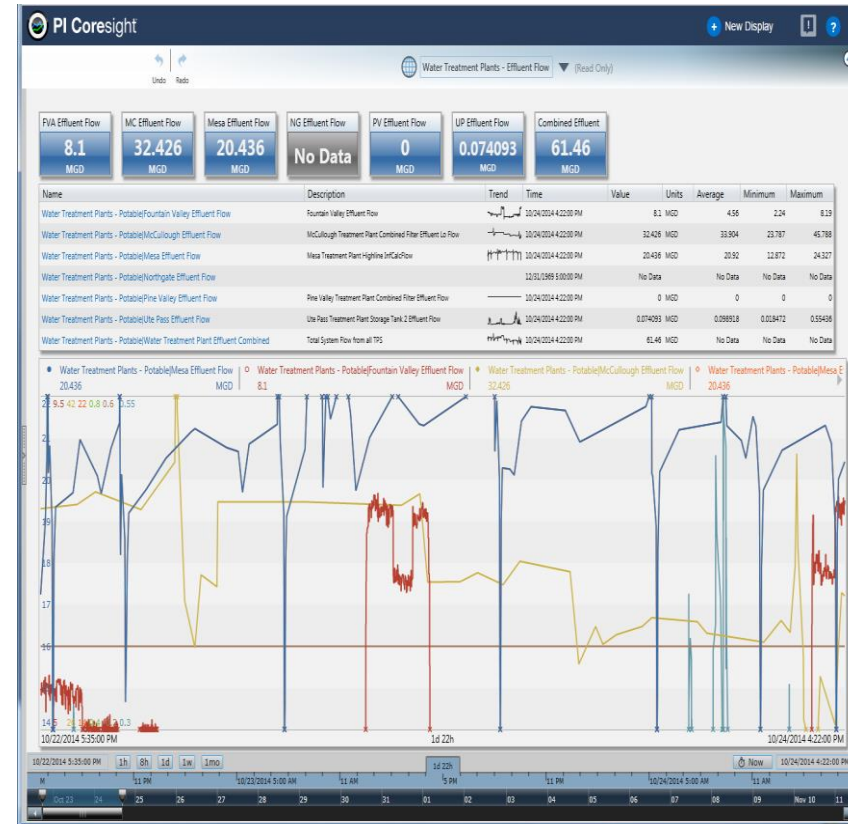 PI Coresight
New Display
Undo Redo
Water Treatment Plants - Effluent Flow (Read Only)
FVA Effluent Flow MC Effluent Flow Mesa Effluent Flow NG Effluent Flow PV Effluent Flow UP Effluent Flow Combined Effluent
8.1 32.426 20.436 No Data 0 0.074093 61.46
MGD MGD MGD MGD MGD MGD
Name Description Trend Time Value Units Average Minimum Maximum
Water Treatment Plants - Potable|Fountain Valley Effluent Flow Fountain Valley Effluent Flow 10/24/2014 4:22:00 PM 8.1 MGD 4.56 2.24 8.19
Water Treatment Plants - Potable|McCullough Effluent Flow McCullough Treatment Plant Combined Filter Effluent Lo Flow 10/24/2014 4:22:00 PM 32.426 MGD 33.904 23.787 45.788
Water Treatment Plants - Potable|Mesa Effluent Flow Mesa Treatment Plant Highline InfCalcFlow 10/24/2014 4:22:00 PM 20.436 MGD 20.92 12.872 24.327
Water Treatment Plants - Potable|Northgate Effluent Flow 12/31/1969 5:00:00 PM No Data No Data No Data No Data
Water Treatment Plants - Potable|Pine Valley Effluent Flow Pine Valley Treatment Plant Combined Filter Effluent Flow 10/24/2014 4:22:00 PM 0 MGD 0 0 0
Water Treatment Plants - Potable|Ute Pass Effluent Flow Ute Pass Treatment Plant Storage Tank 2 Effluent Flow 10/24/2014 4:22:00 PM 0.074093 MGD 0.098918 0.018472 0.55436
Water Treatment Plants - Potable|Water Treatment Plant Effluent Combined Total System Flow from all TPS 10/24/2014 4:22:00 PM 61.46 MGD No Data No Data No Data
Water Treatment Plants - Potable|Mesa Effluent Flow Water Treatment Plants - Potable|Fountain Valley Effluent Flow Water Treatment Plants - Potable|McCullough Effluent Flow Water Treatment Plants - Potable|Mesa E
20.436 MGD 8.1 MGD 32.426 MGD 20.436
9.5 42 22 0.8 0.6 0.55
21
20
19
18
17
16
0.3
10/22/2014 5:35:00 PM 1d 22h 10/24/2014 4:22:00 PM
10/22/2014 5:35:00 PM 1h 8h 1d 1w 1mo 1d 22h Now 10/24/2014 4:22:00 PM
M 11 PM 10/23/2014 5:00 AM 11 AM 5 PM 11 PM 10/24/2014 5:00 AM 11 AM
Oct 23 24 25 26 27 28 29 30 31 01 02 03 04 05 06 07 08 09 Nov 10 11